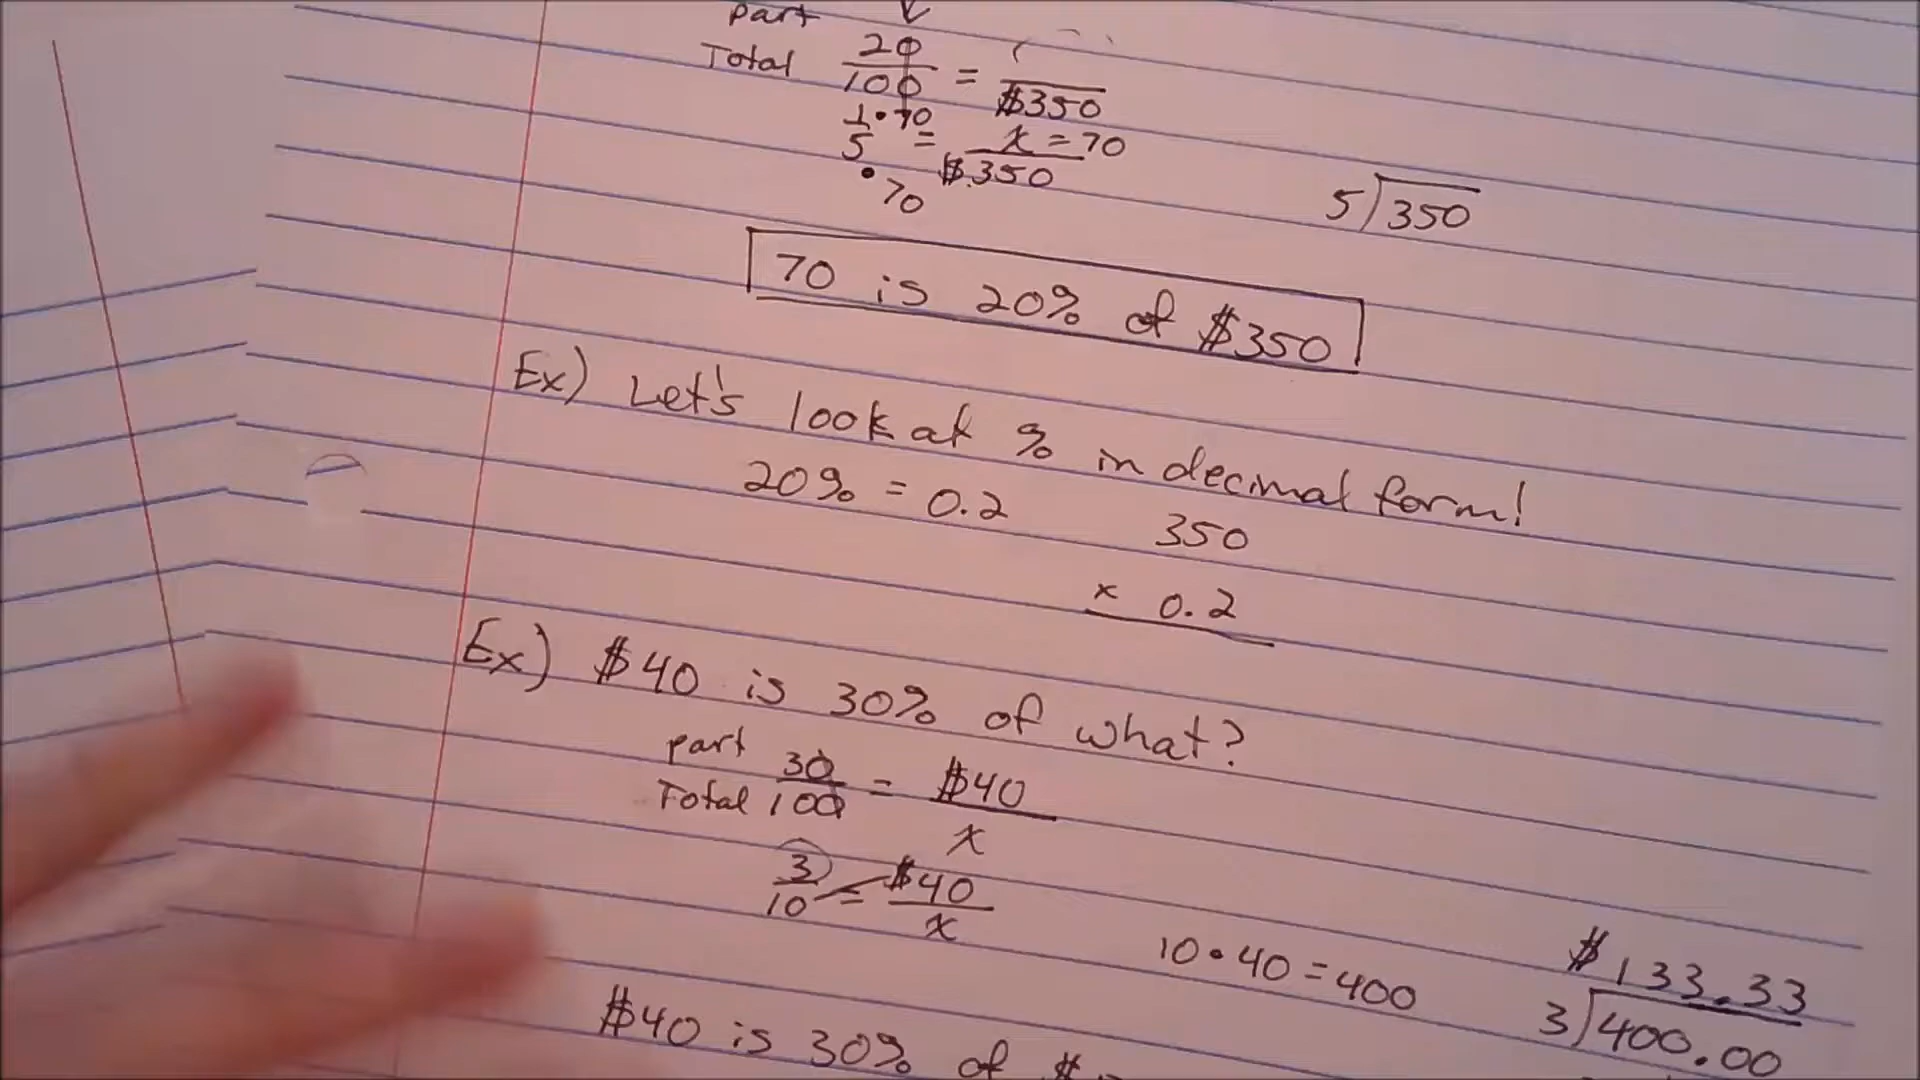 part
Total 20/100 = /$350
1/5 • 70 = x = 70/$350
• 70
5)350
70 is 20% of $350
Ex) Let's look at % in decimal form!
20% = 0.2 350
x 0.2
Ex) $40 is 30% of what?
part 30 = $40
Total 100 x
3 = $40
10 x
10 • 40 = 400 $133.33
3)400.00
$40 is 30% of $